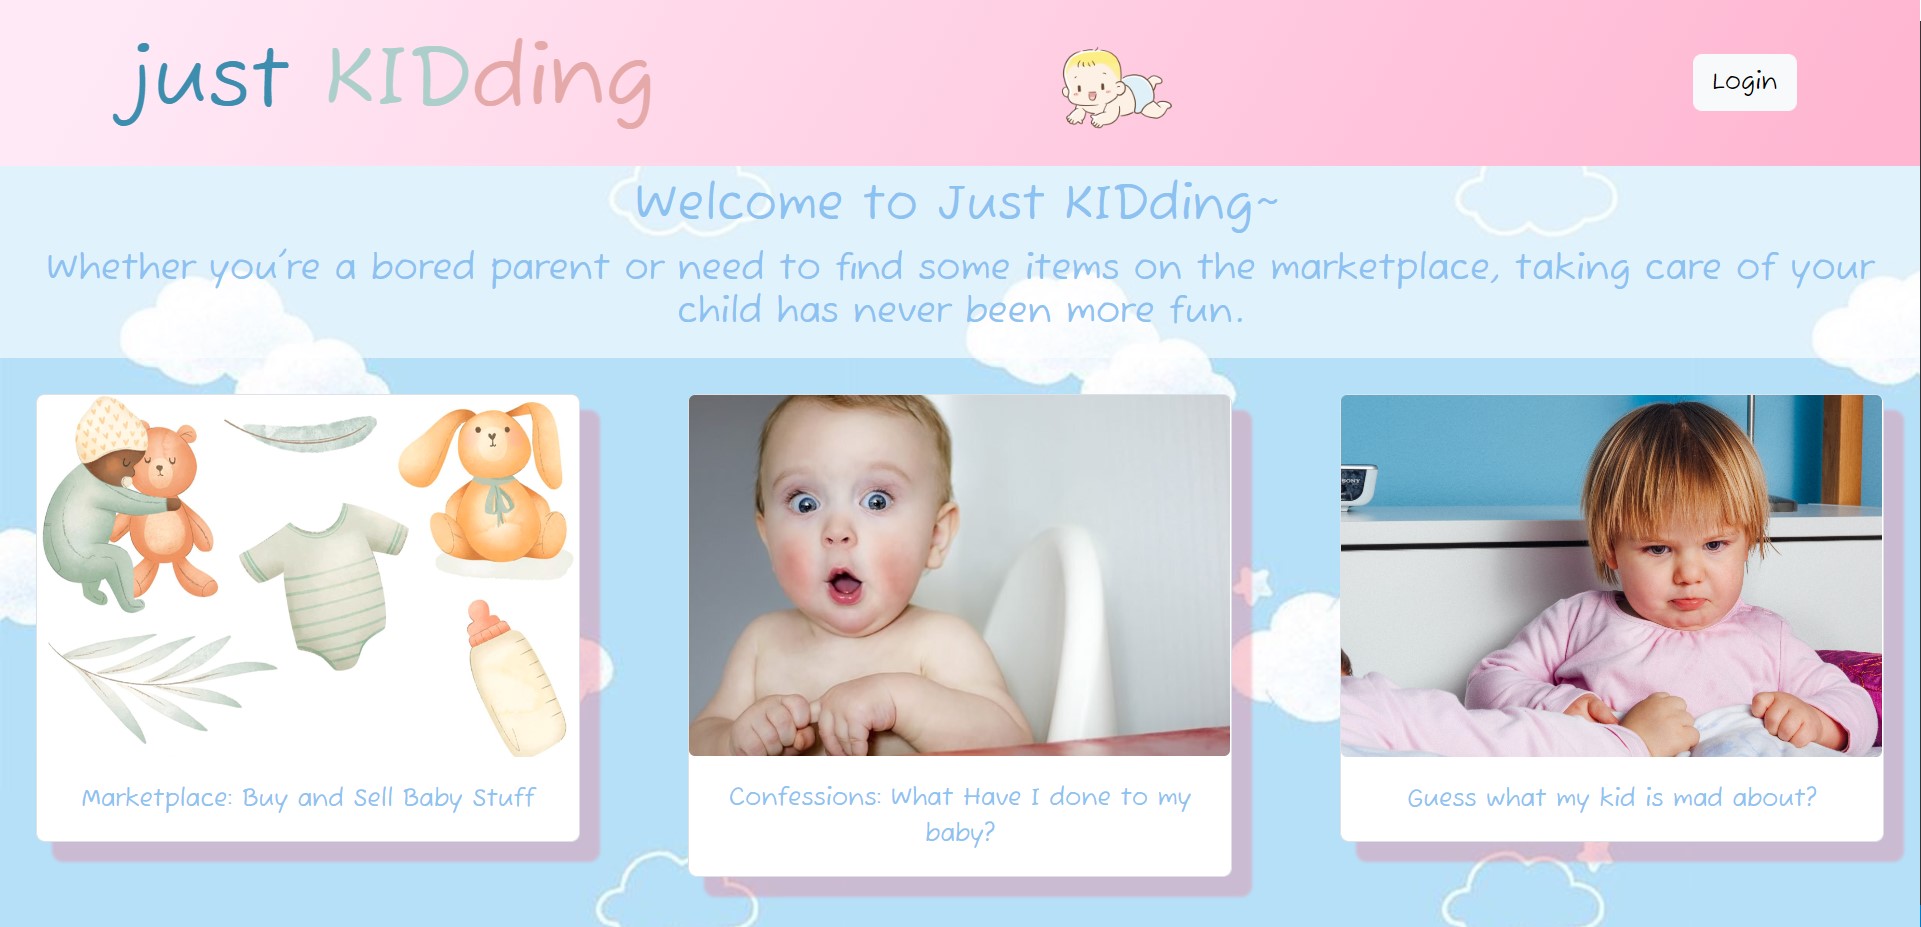 just KIDding
Login
Welcome to Just KIDding~
Whether you're a bored parent or need to find some items on the marketplace, taking care of your
child has never been more fun.
SONY
Marketplace: Buy and Sell Baby Stuff
Confessions: What Have I done to my
baby?
Guess what my kid is mad about?